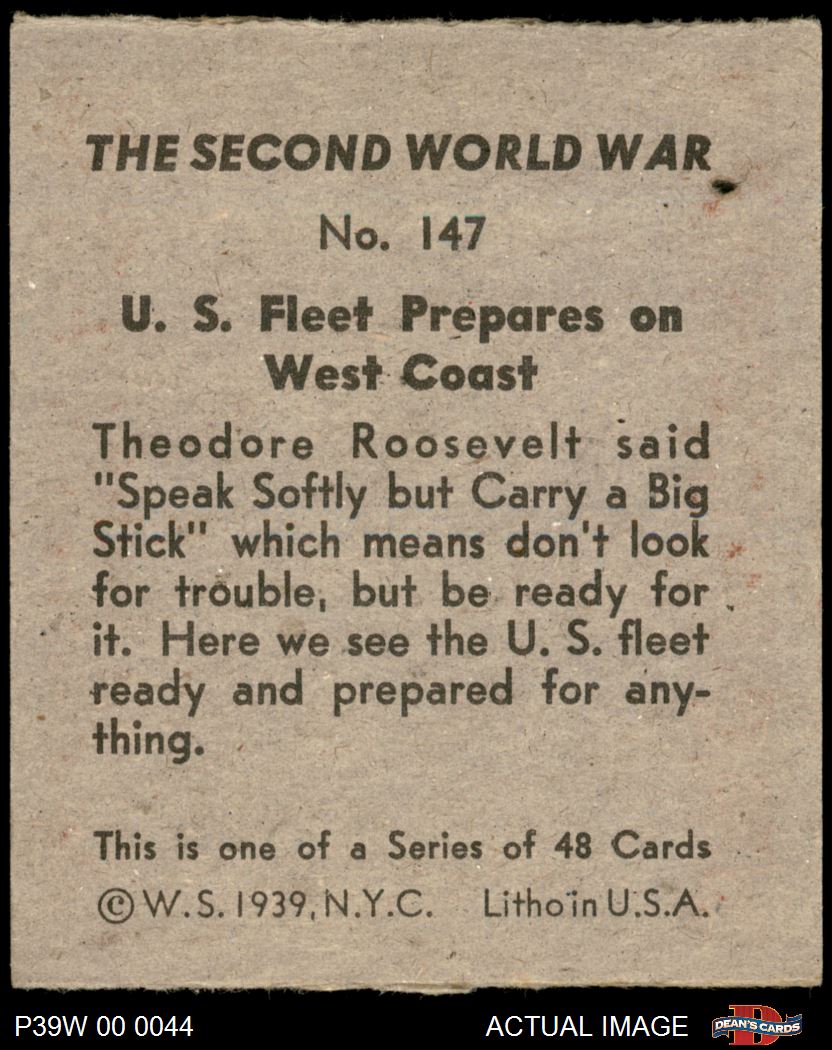 THE SECOND WORLD WAR
No. 147
U. S. Fleet Prepares on
West Coast
Theodore Roosevelt said
"Speak Softly but Carry a Big
Stick" which means don't look
for trouble, but be ready for
it. Here we see the U. S. fleet
ready and prepared for any-
thing.
This is one of a Series of 48 Cards
©W.S. 1939, N.Y.C. Litho in U.S.A.
P39W 00 0044 ACTUAL IMAGE D DEAN'S CARDS